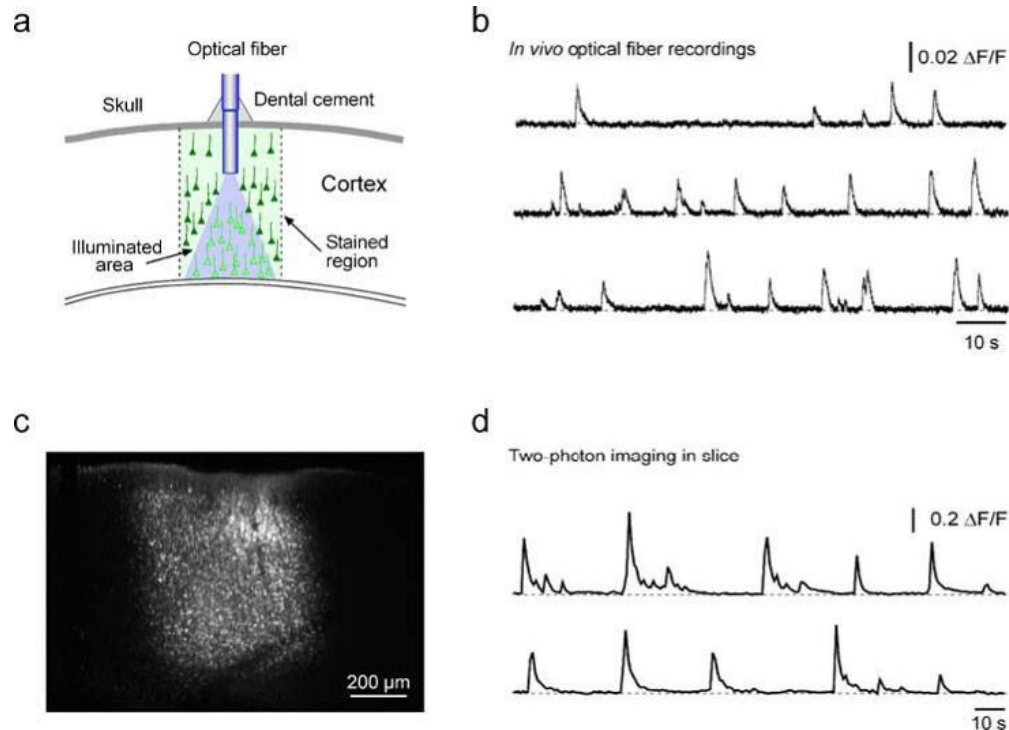 a
Optical fiber
Skull
Dental cement
Cortex
Illuminated
area
Stained
region
b
In vivo optical fiber recordings
0.02 ΔF/F
10 s
c
200 µm
d
Two-photon imaging in slice
0.2 ΔF/F
10 s